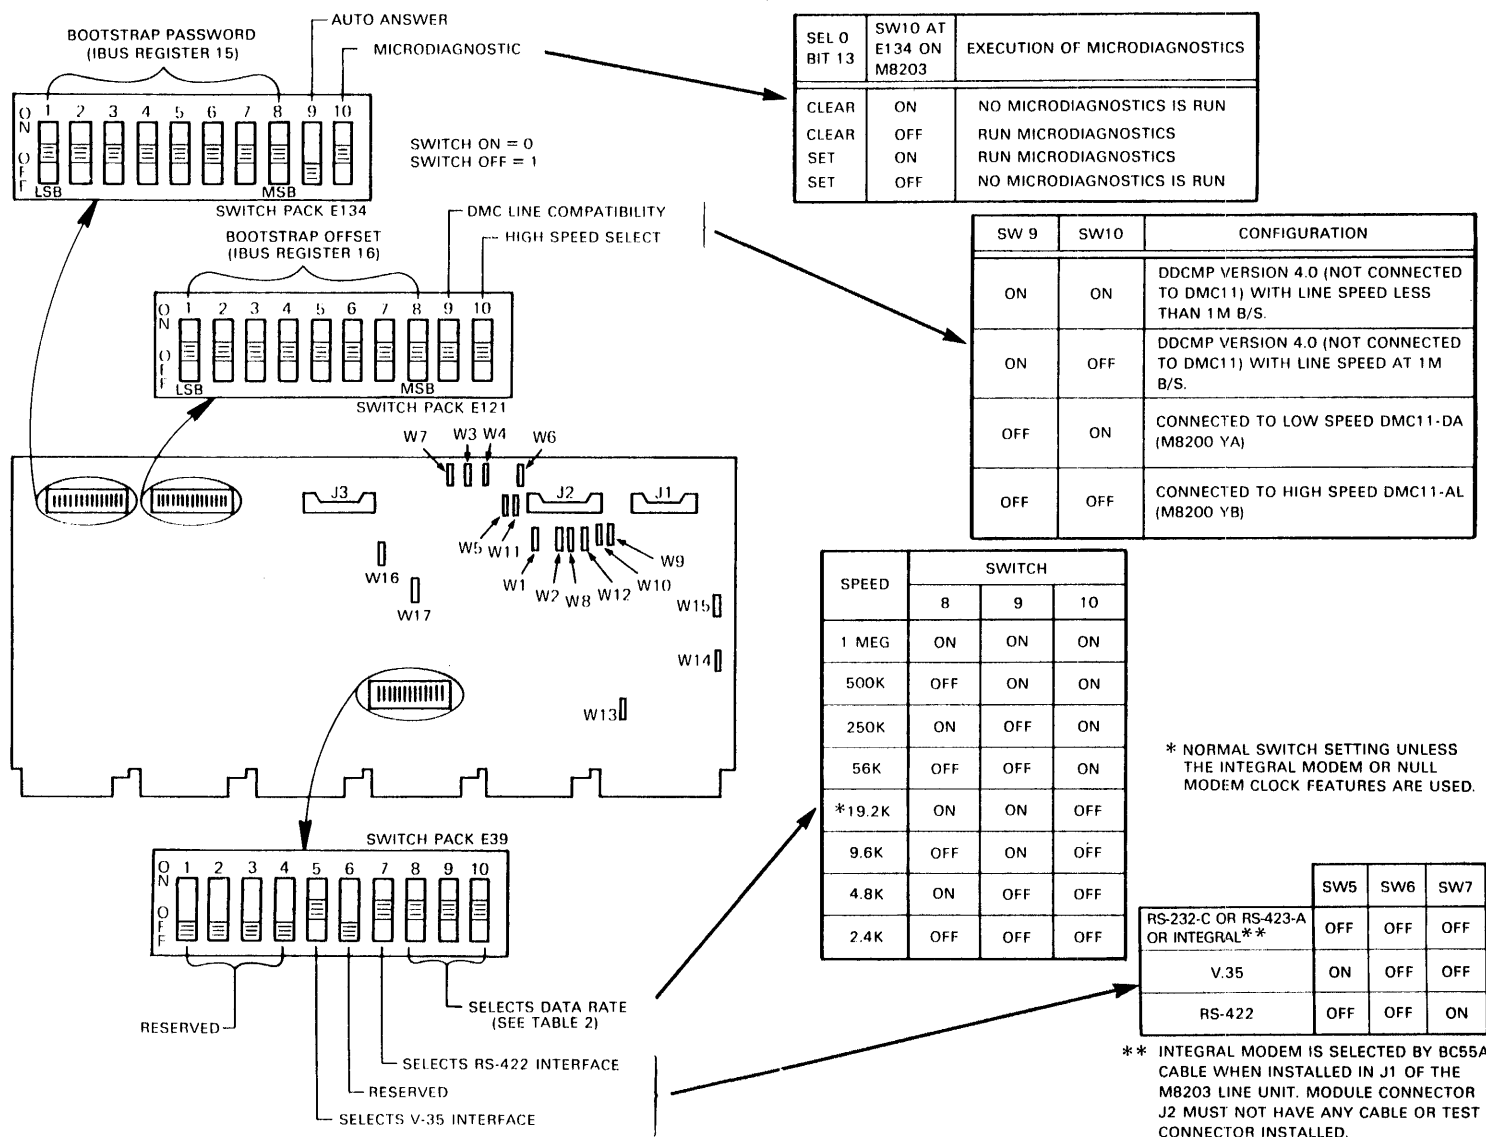 AUTO ANSWER
BOOTSTRAP PASSWORD
(IBUS REGISTER 15)
MICRODIAGNOSTIC
ON OFF
1 2 3 4 5 6 7 8 9 10
LSB MSB
SWITCH PACK E134
SWITCH ON = 0
SWITCH OFF = 1
SEL 0 BIT 13 | SW10 AT E134 ON M8203 | EXECUTION OF MICRODIAGNOSTICS
CLEAR ON NO MICRODIAGNOSTICS IS RUN
CLEAR OFF RUN MICRODIAGNOSTICS
SET ON RUN MICRODIAGNOSTICS
SET OFF NO MICRODIAGNOSTICS IS RUN
DMC LINE COMPATIBILITY
BOOTSTRAP OFFSET
(IBUS REGISTER 16)
HIGH SPEED SELECT
ON OFF
1 2 3 4 5 6 7 8 9 10
LSB MSB
SWITCH PACK E121
SW 9 SW10 CONFIGURATION
ON ON DDCMP VERSION 4.0 (NOT CONNECTED
TO DMC11) WITH LINE SPEED LESS
THAN 1M B/S.
ON OFF DDCMP VERSION 4.0 (NOT CONNECTED
TO DMC11) WITH LINE SPEED AT 1M
B/S.
OFF ON CONNECTED TO LOW SPEED DMC11-DA
(M8200 YA)
OFF OFF CONNECTED TO HIGH SPEED DMC11-AL
(M8200 YB)
W7 W3 W4 W6
J3 J2 J1
W5 W11 W9
W16 W1 W2 W8 W12 W10
W17 W15
W14
W13
SPEED SWITCH
8 9 10
1 MEG ON ON ON
500K OFF ON ON
250K ON OFF ON
56K OFF OFF ON
*19.2K ON ON OFF
9.6K OFF ON OFF
4.8K ON OFF OFF
2.4K OFF OFF OFF
* NORMAL SWITCH SETTING UNLESS
THE INTEGRAL MODEM OR NULL
MODEM CLOCK FEATURES ARE USED.
SWITCH PACK E39
ON OFF
1 2 3 4 5 6 7 8 9 10
RESERVED
SELECTS DATA RATE
(SEE TABLE 2)
SELECTS RS-422 INTERFACE
RESERVED
SELECTS V-35 INTERFACE
SW5 SW6 SW7
RS-232-C OR RS-423-A
OR INTEGRAL** OFF OFF OFF
V.35 ON OFF OFF
RS-422 OFF OFF ON
** INTEGRAL MODEM IS SELECTED BY BC55A
CABLE WHEN INSTALLED IN J1 OF THE
M8203 LINE UNIT. MODULE CONNECTOR
J2 MUST NOT HAVE ANY CABLE OR TEST
CONNECTOR INSTALLED.